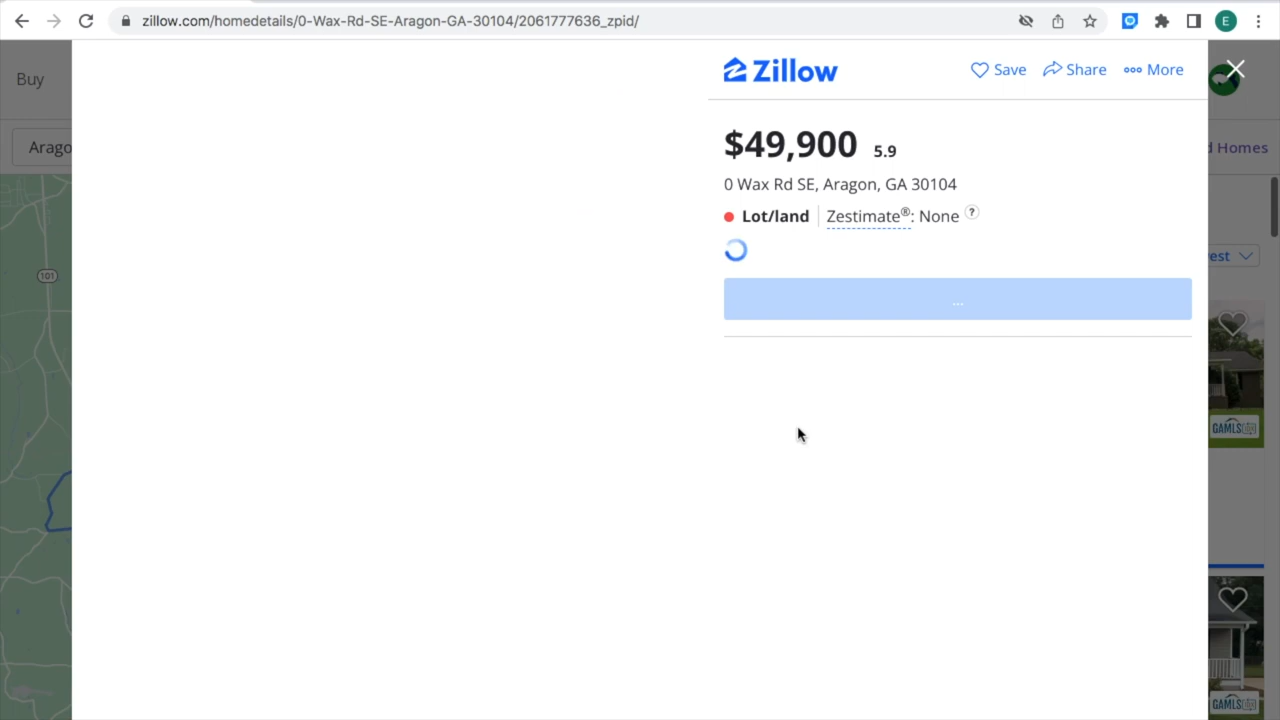 zillow.com/homedetails/0-Wax-Rd-SE-Aragon-GA-30104/2061777636_zpid/
E
Buy
Zillow
Save
Share
More
Arago
d Homes
$49,900 5.9
0 Wax Rd SE, Aragon, GA 30104
Lot/land
Zestimate®: None ?
...
est
101
GAMLS
GAMLS